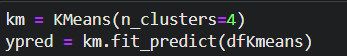 km = KMeans(n_clusters=4)
ypred = km.fit_predict(dfKmeans)